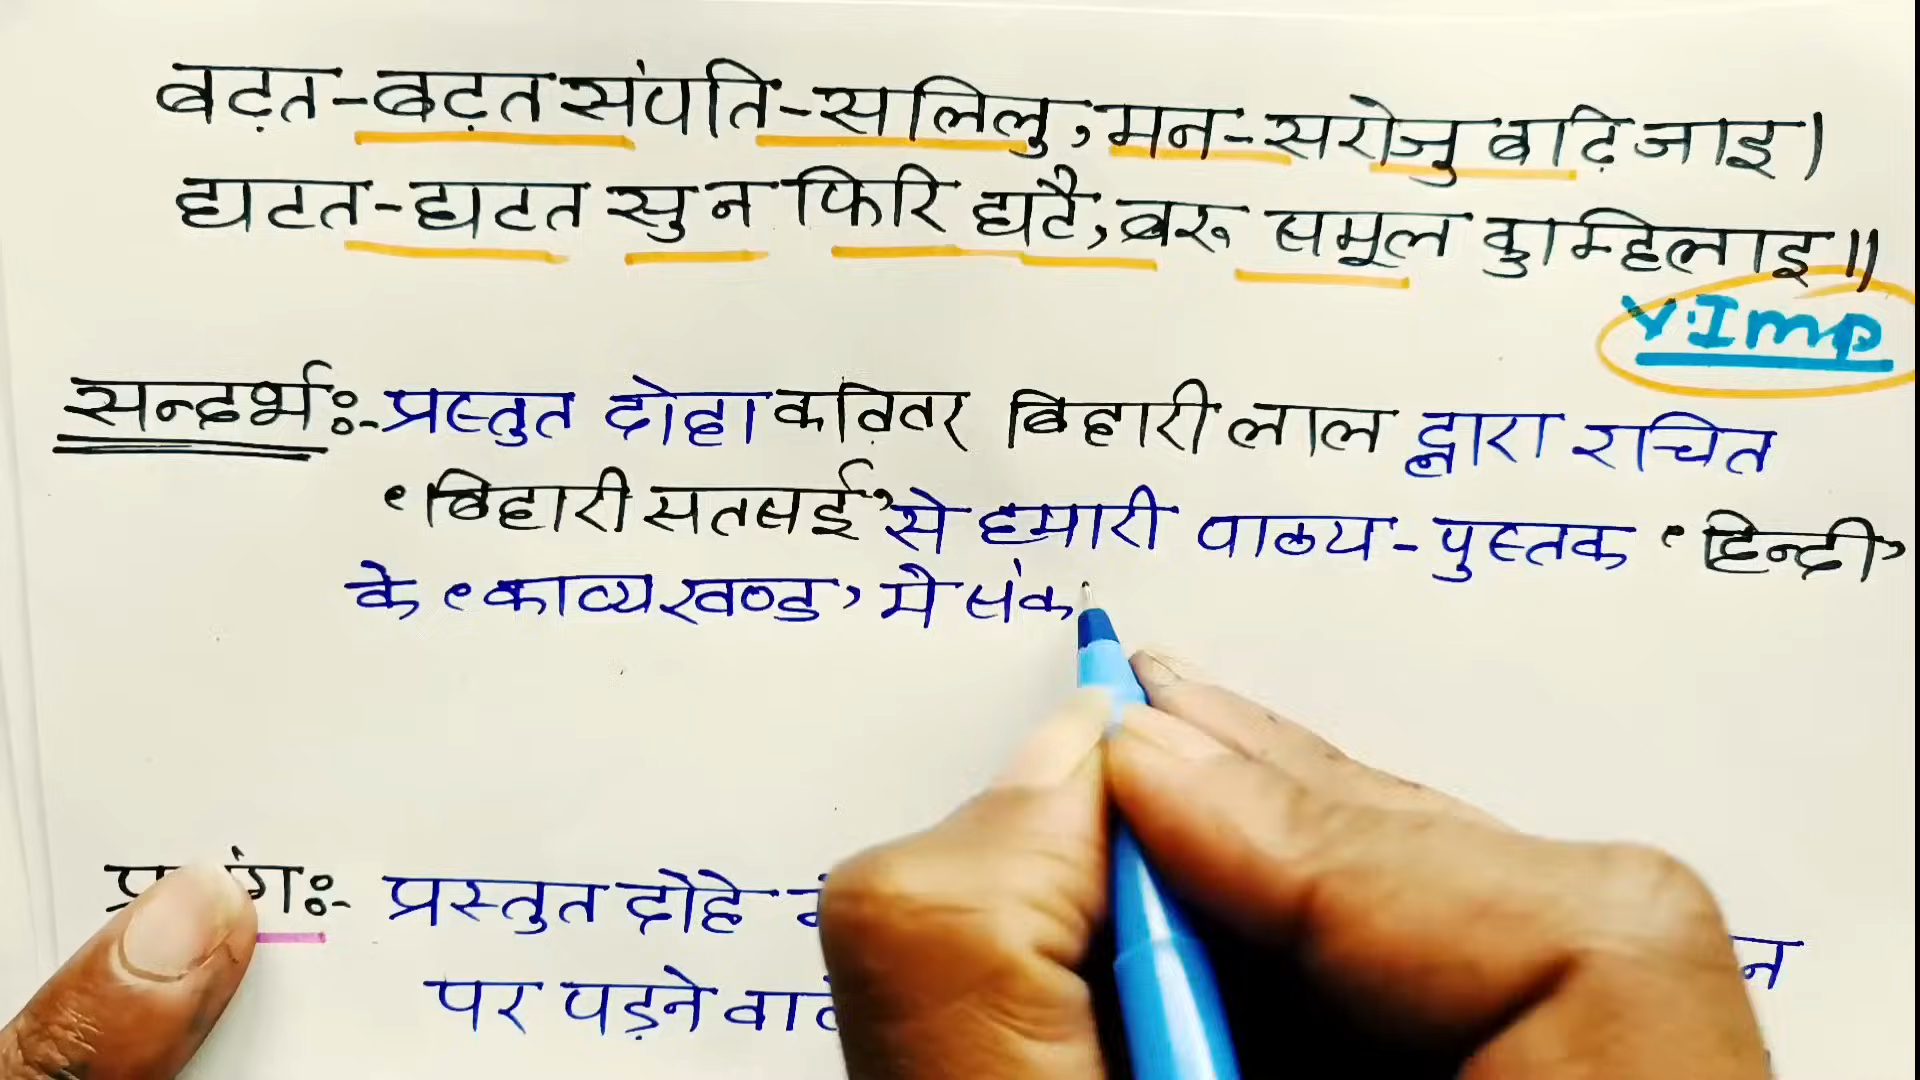 बढ़त-बढ़त संपति-सलिलु, मन-सरोजु बाढ़ि जाइ।
घटत-घटत सु न फिरि घटै, बरु समूल कुम्हिलाइ॥
V.Imp
सन्दर्भः- प्रस्तुत दोहा कविवर बिहारी लाल द्वारा रचित
'बिहारी सतसई' से हमारी पाठ्य-पुस्तक 'हिन्दी'
के 'काव्यखण्ड' में संक
प्रस्तुत दोहे
न
पर पड़ने